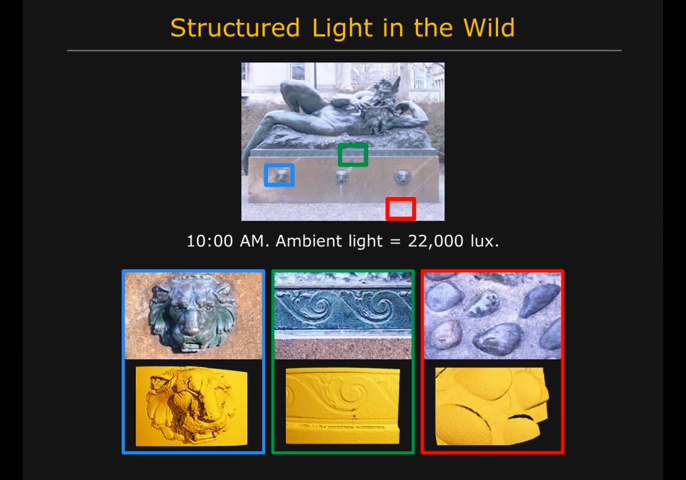 Structured Light in the Wild
10:00 AM. Ambient light = 22,000 lux.